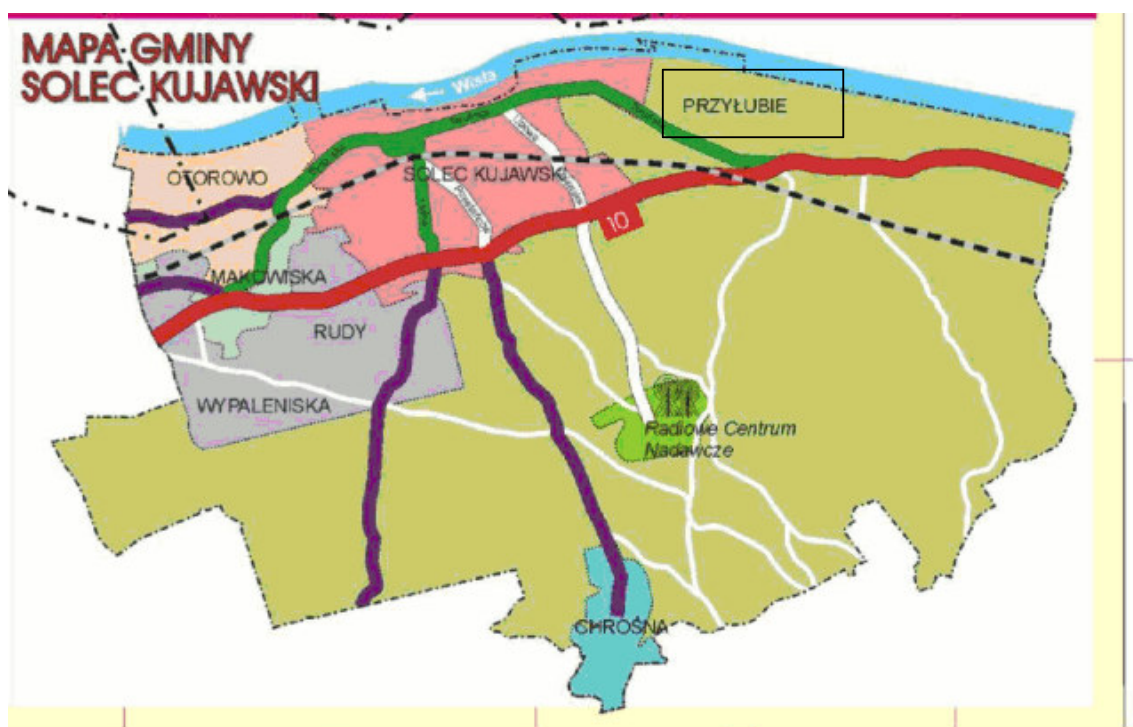 MAPA GMINY
SOLEC KUJAWSKI
Wisła
PRZYŁUBIE
OTOROWO
SOLEC KUJAWSKI
10
MAKOWISKA
RUDY
WYPALENISKA
Radiowe Centrum
Nadawcze
CHROŚNA